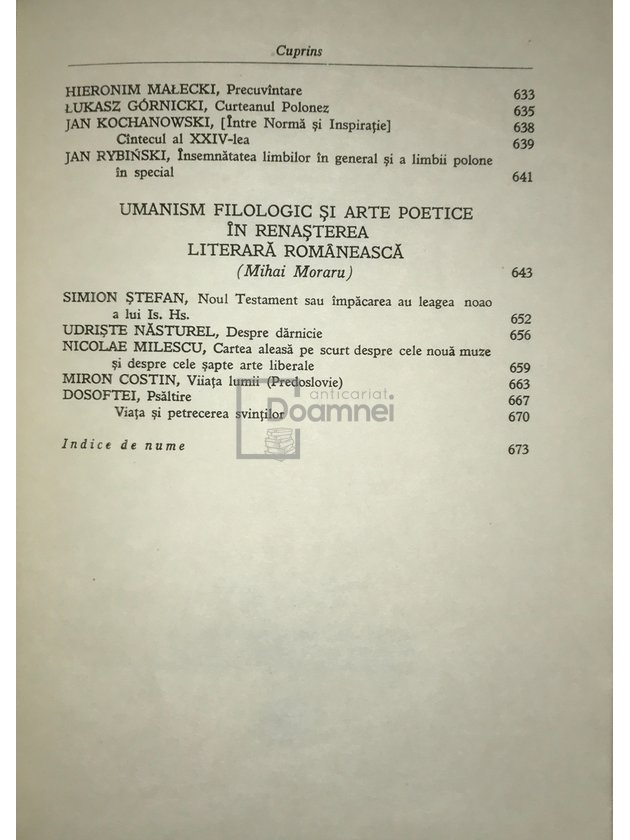 Cuprins
HIERONIM MAŁECKI, Precuvîntare 633
ŁUKASZ GÓRNICKI, Curteanul Polonez 635
JAN KOCHANOWSKI, [Între Normă și Inspirație] 638
Cîntecul al XXIV-lea 639
JAN RYBIŃSKI, Însemnătatea limbilor în general și a limbii polone
în special 641
UMANISM FILOLOGIC ȘI ARTE POETICE
ÎN RENAȘTEREA
LITERARĂ ROMÂNEASCĂ
(Mihai Moraru) 643
SIMION ȘTEFAN, Noul Testament sau împăcarea au leagea noao
a lui Is. Hs. 652
UDRIȘTE NĂSTUREL, Despre dărnicie 656
NICOLAE MILESCU, Cartea aleasă pe scurt despre cele nouă muze
și despre cele șapte arte liberale 659
MIRON COSTIN, Viiața lumii (Predoslovie) 663
DOSOFTEI, Psăltire 667
Viața și petrecerea svinților 670
Indice de nume 673
anticariat
Doamnei